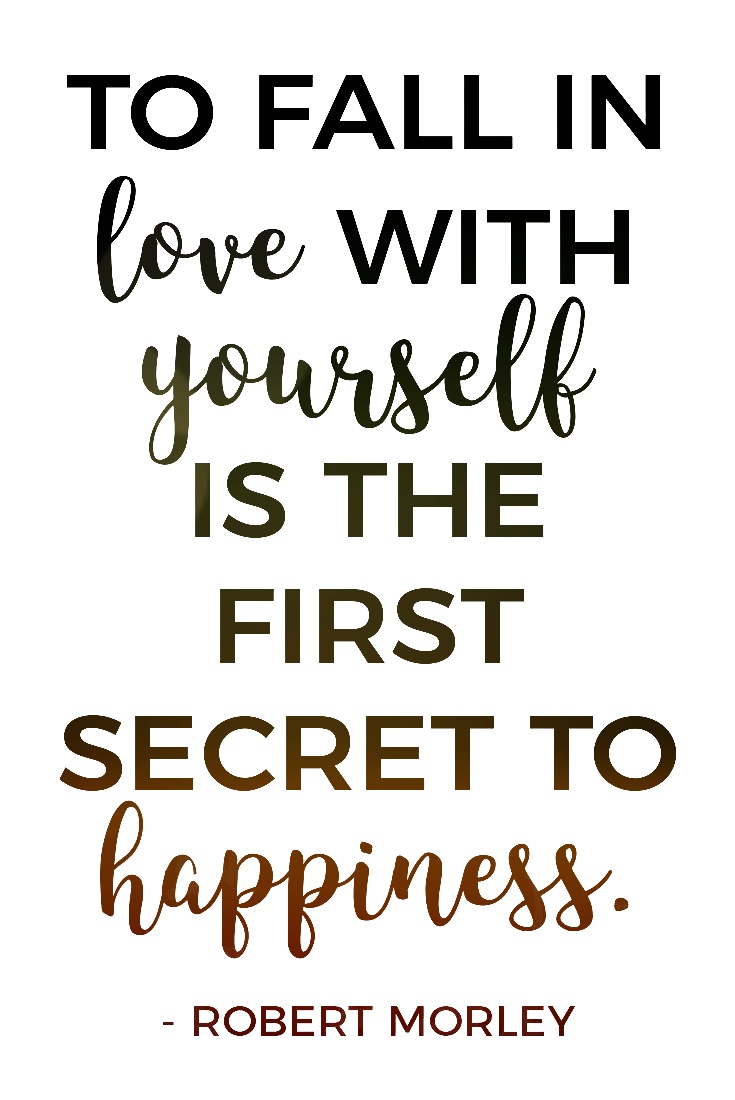 TO FALL IN
love WITH
yourself
IS THE
FIRST
SECRET TO
happiness.
- ROBERT MORLEY